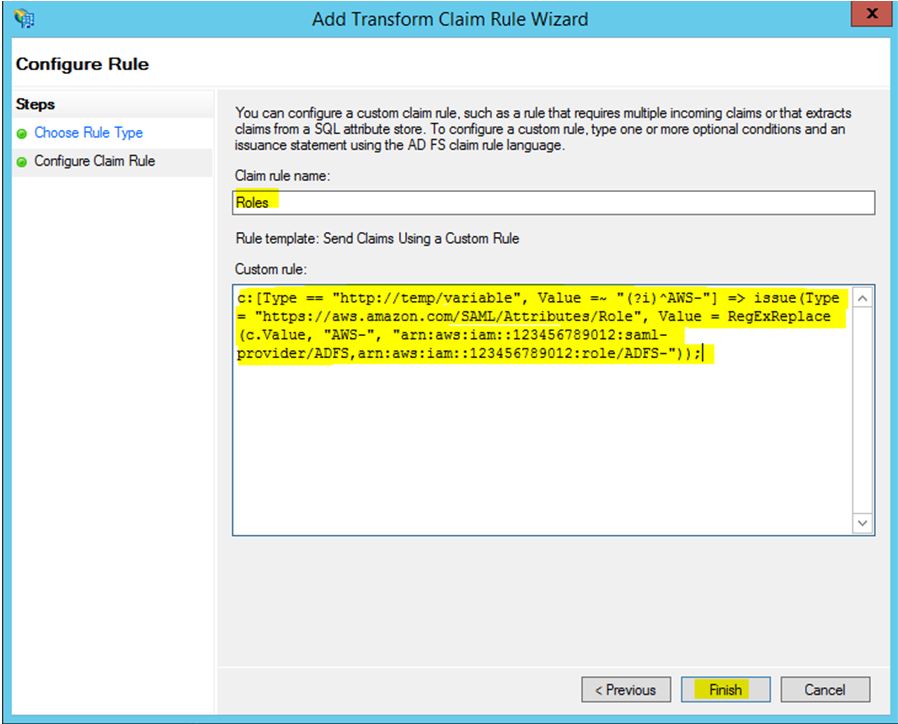 Add Transform Claim Rule Wizard
x
Configure Rule
Steps
Choose Rule Type
Configure Claim Rule
You can configure a custom claim rule, such as a rule that requires multiple incoming claims or that extracts
claims from a SQL attribute store. To configure a custom rule, type one or more optional conditions and an
issuance statement using the AD FS claim rule language.
Claim rule name:
Roles
Rule template: Send Claims Using a Custom Rule
Custom rule:
c:[Type == "http://temp/variable", Value =~ "(?i)^AWS-"] => issue(Type
= "https://aws.amazon.com/SAML/Attributes/Role", Value = RegExReplace
(c.Value, "AWS-", "arn:aws:iam::123456789012:saml-
provider/ADFS,arn:aws:iam::123456789012:role/ADFS-"));
< Previous
Finish
Cancel